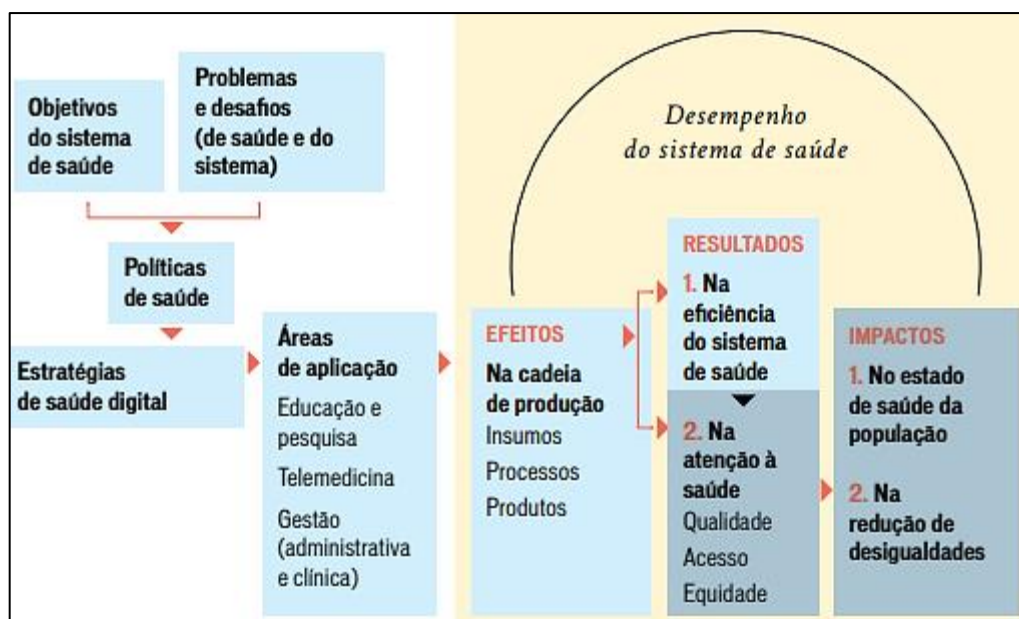 Objetivos
do sistema
de saúde
Problemas
e desafios
(de saúde e do
sistema)
Políticas
de saúde
Estratégias
de saúde digital
Áreas
de aplicação
Educação e
pesquisa
Telemedicina
Gestão
(administrativa
e clínica)
Desempenho
do sistema de saúde
EFEITOS
Na cadeia
de produção
Insumos
Processos
Produtos
RESULTADOS
1. Na
eficiência
do sistema
de saúde
2. Na
atenção à
saúde
Qualidade
Acesso
Equidade
IMPACTOS
1. No estado
de saúde da
população
2. Na
redução de
desigualdades